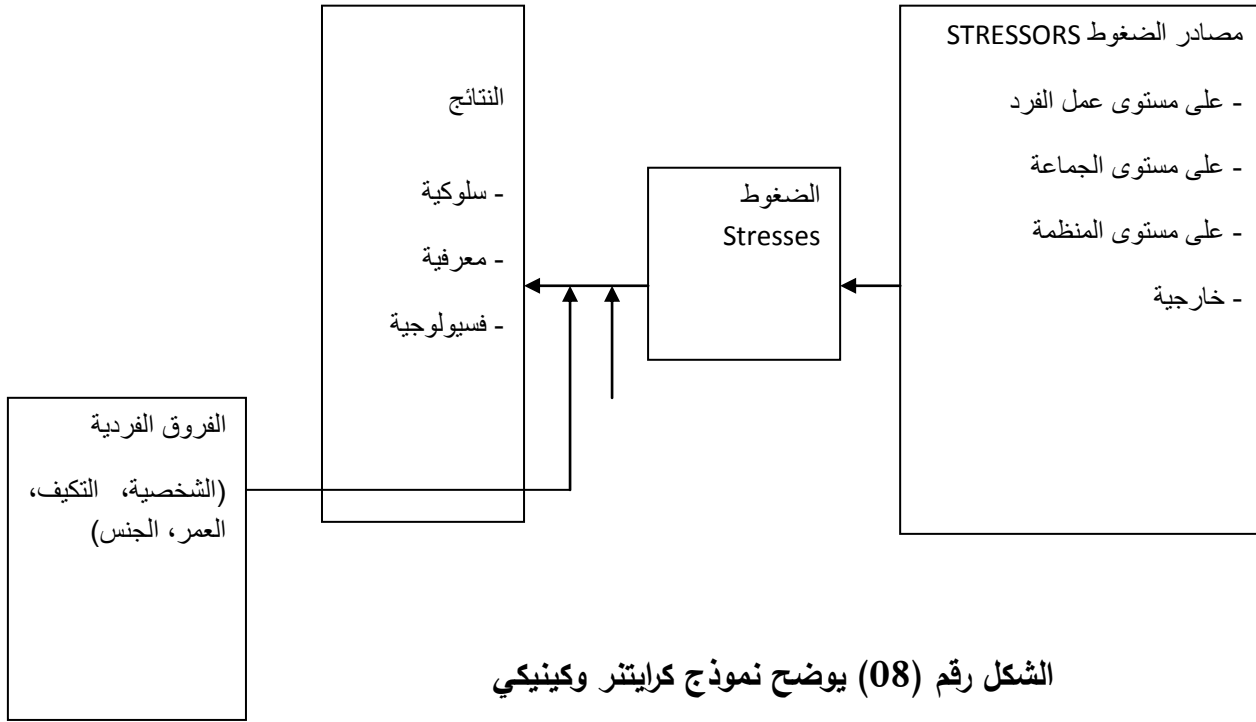 مصادر الضغوط STRESSORS
- على مستوى عمل الفرد
- على مستوى الجماعة
- على مستوى المنظمة
- خارجية
الضغوط
Stresses
النتائج
- سلوكية
- معرفية
- فسيولوجية
الفروق الفردية
(الشخصية، التكيف،
العمر، الجنس)
الشكل رقم (08) يوضح نموذج كرايتنر وكينيكي